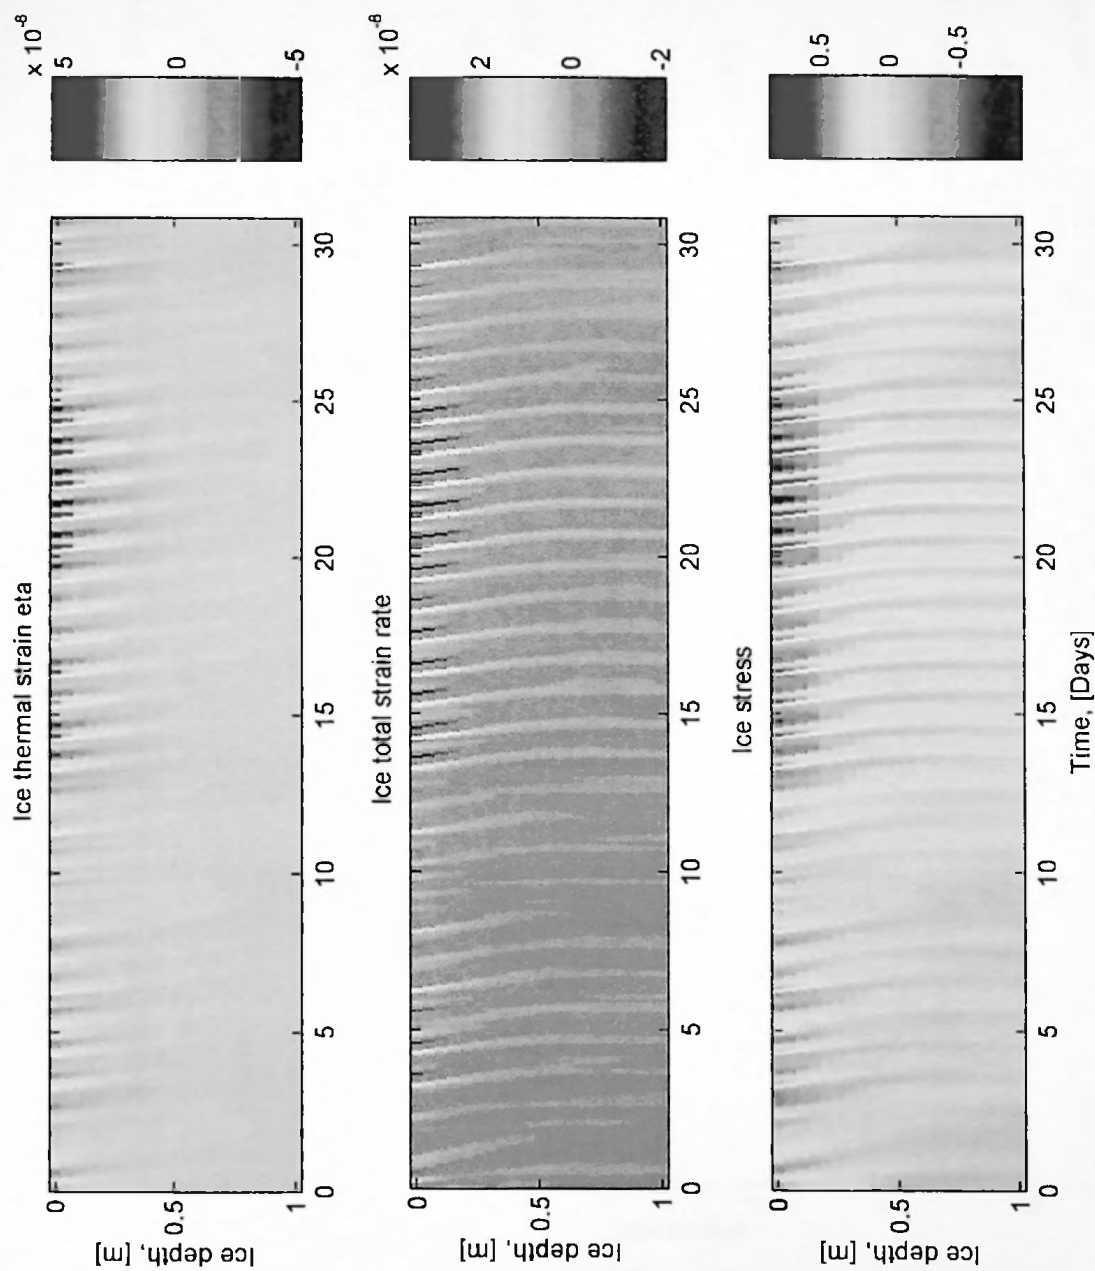 Ice thermal strain eta
x 10^-8
5
0
-5
Ice depth, [m]
0
0.5
1
0 5 10 15 20 25 30
Ice total strain rate
x 10^-8
2
0
-2
Ice depth, [m]
0
0.5
1
0 5 10 15 20 25 30
Ice stress
0.5
0
-0.5
Ice depth, [m]
0
0.5
1
0 5 10 15 20 25 30
Time, [Days]